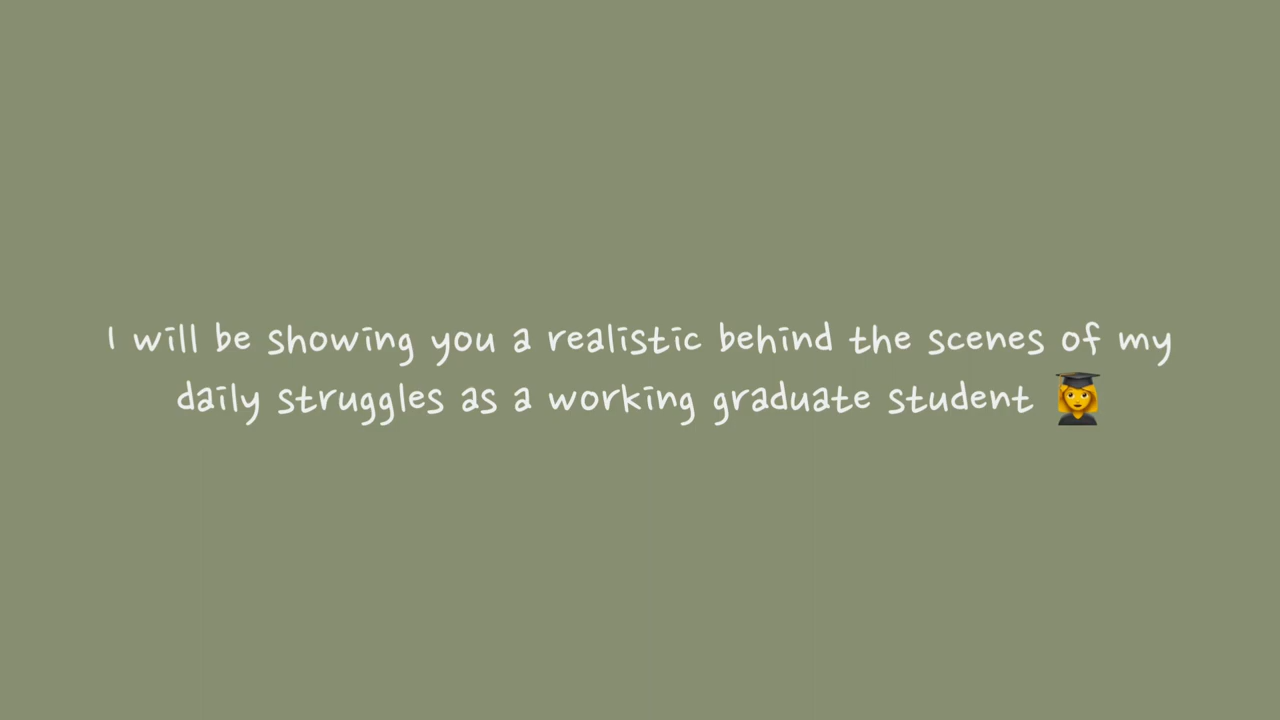 I will be showing you a realistic behind the scenes of my
daily struggles as a working graduate student 👩‍🎓